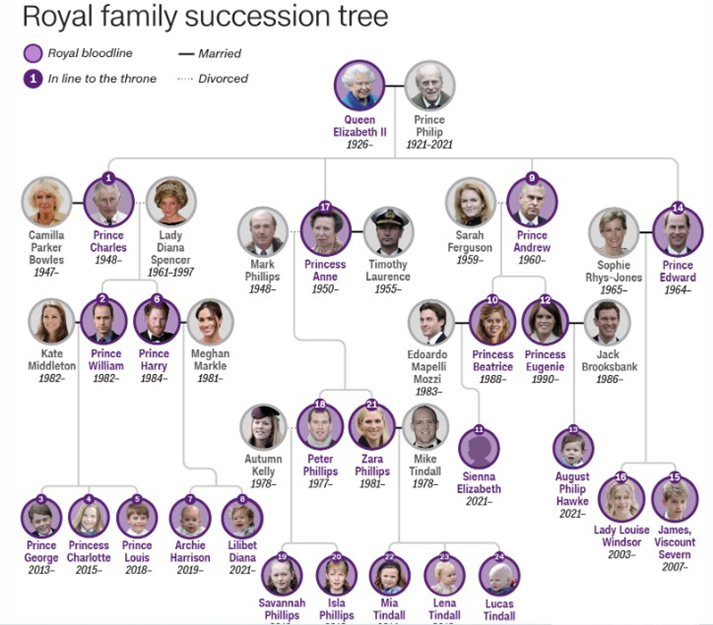 Royal family succession tree
Royal bloodline
Married
1 In line to the throne
Divorced
Queen
Elizabeth II
1926-
Prince
Philip
1921-2021
Camilla
Parker
Bowles
1947-
1
Prince
Charles
1948-
Lady
Diana
Spencer
1961-1997
Mark
Phillips
1948-
17
Princess
Anne
1950-
Timothy
Laurence
1955-
Sarah
Ferguson
1959-
9
Prince
Andrew
1960-
Sophie
Rhys-Jones
1965-
14
Prince
Edward
1964-
Kate
Middleton
1982-
2
Prince
William
1982-
6
Prince
Harry
1984-
Meghan
Markle
1981-
Edoardo
Mapelli
Mozzi
1983-
10
Princess
Beatrice
1988-
12
Princess
Eugenie
1990-
Jack
Brooksbank
1986-
Autumn
Kelly
1978-
18
Peter
Phillips
1977-
21
Zara
Phillips
1981-
Mike
Tindall
1978-
11
Sienna
Elizabeth
2021-
13
August
Philip
Hawke
2021-
16
Lady Louise
Windsor
2003-
15
James,
Viscount
Severn
2007-
3
Prince
George
2013-
4
Princess
Charlotte
2015-
5
Prince
Louis
2018-
7
Archie
Harrison
2019-
8
Lilibet
Diana
2021-
19
Savannah
Phillips
20
Isla
Phillips
22
Mia
Tindall
23
Lena
Tindall
24
Lucas
Tindall